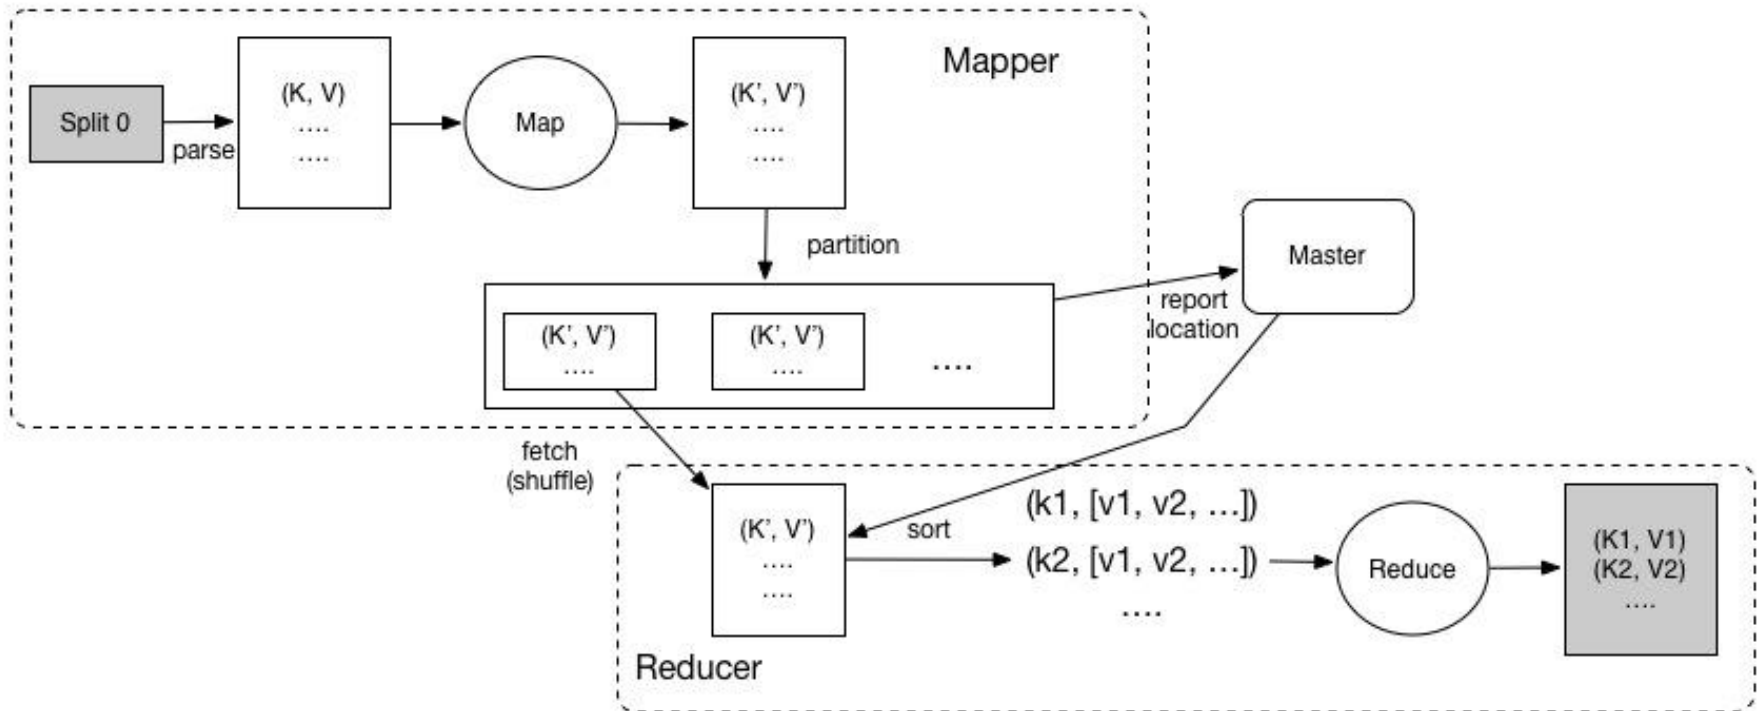 Mapper
Split 0
parse
(K, V)
....
....
Map
(K’, V’)
....
....
partition
(K’, V’)
....
(K’, V’)
....
....
report
location
Master
fetch
(shuffle)
(K’, V’)
....
....
sort
(k1, [v1, v2, ...])
(k2, [v1, v2, ...])
....
Reduce
(K1, V1)
(K2, V2)
....
Reducer